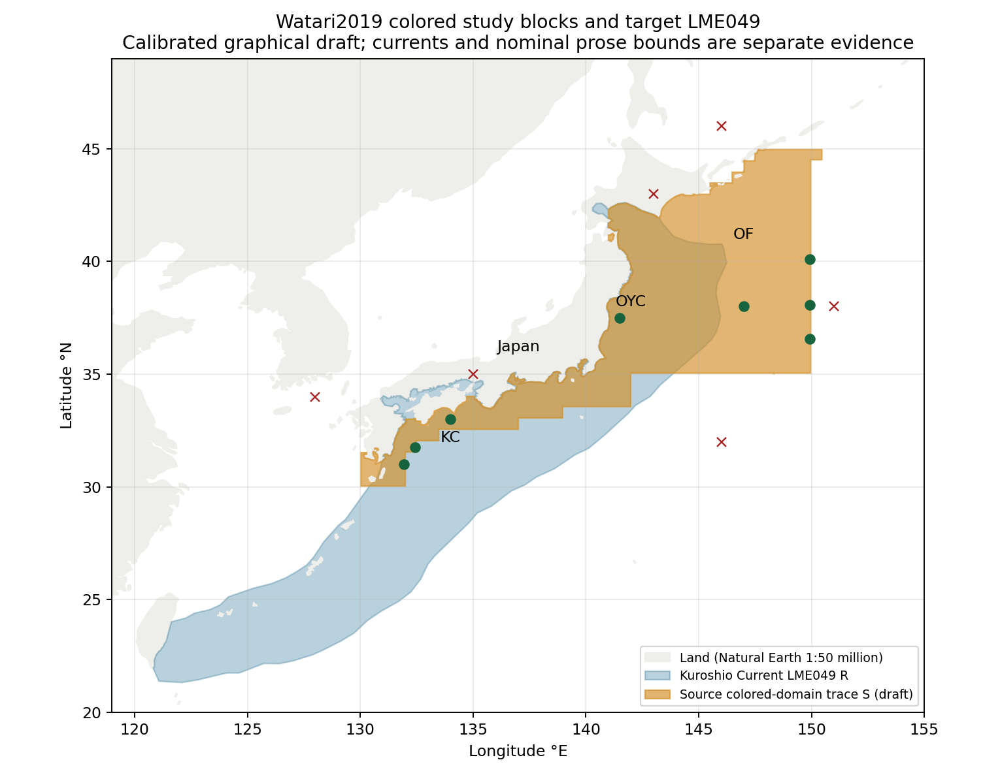 Watari2019 colored study blocks and target LME049
Calibrated graphical draft; currents and nominal prose bounds are separate evidence
45
40
35
30
25
20
Latitude °N
OF
OYC
Japan
KC
Land (Natural Earth 1:50 million)
Kuroshio Current LME049 R
Source colored-domain trace S (draft)
120
125
130
135
140
145
150
155
Longitude °E